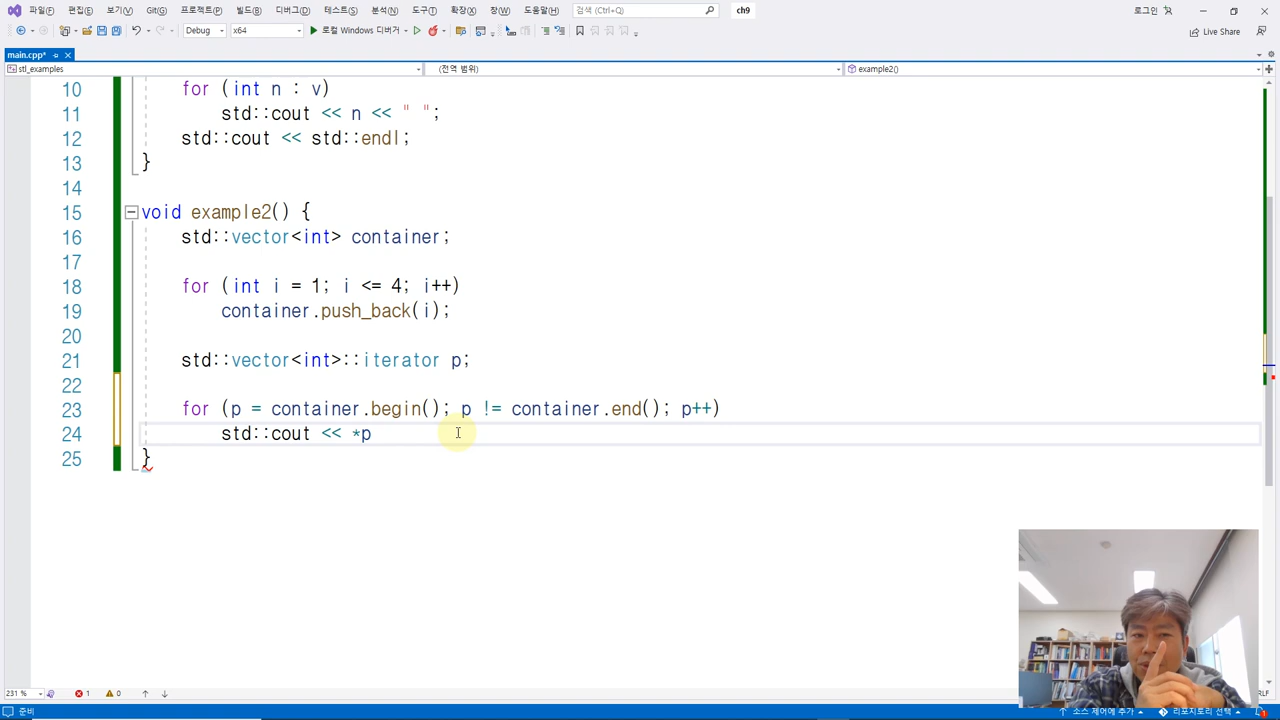 파일(F) 편집(E) 보기(V) Git(G) 프로젝트(P) 빌드(B) 디버그(D) 테스트(S) 분석(N) 도구(T) 확장(X) 창(W) 도움말(H) 검색 (Ctrl+Q) ch9 로그인
Debug x64 로컬 Windows 디버거 Live Share
main.cpp*
stl_examples (전역 범위) example2()
10 for (int n : v)
11 std::cout << n << " ";
12 std::cout << std::endl;
13 }
14
15 void example2() {
16 std::vector<int> container;
17
18 for (int i = 1; i <= 4; i++)
19 container.push_back(i);
20
21 std::vector<int>::iterator p;
22
23 for (p = container.begin(); p != container.end(); p++)
24 std::cout << *p
25 }
231 % 1 0 RLF
준비 소스 제어에 추가 리포지토리 선택 1